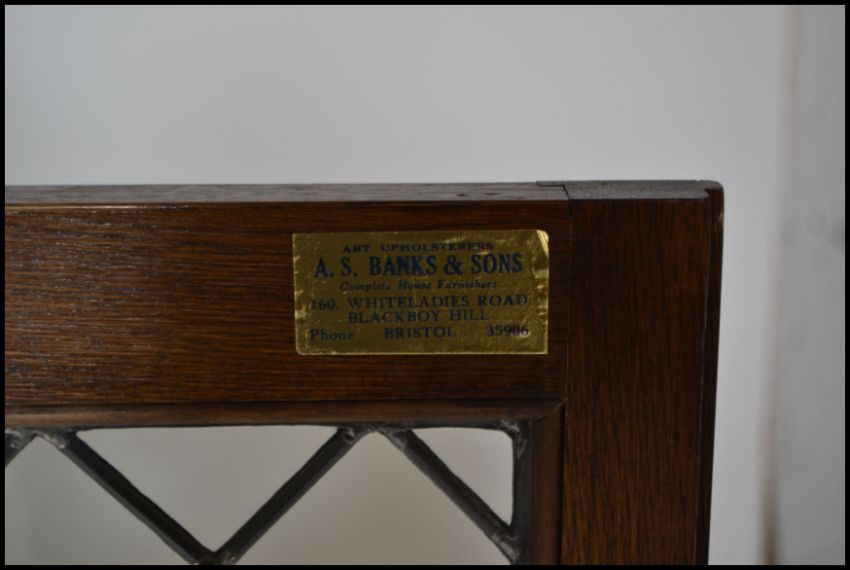 ART UPHOLSTERERS
A. S. BANKS & SONS
Complete House Furnishers
160, WHITELADIES ROAD
BLACKBOY HILL
Phone BRISTOL 35906